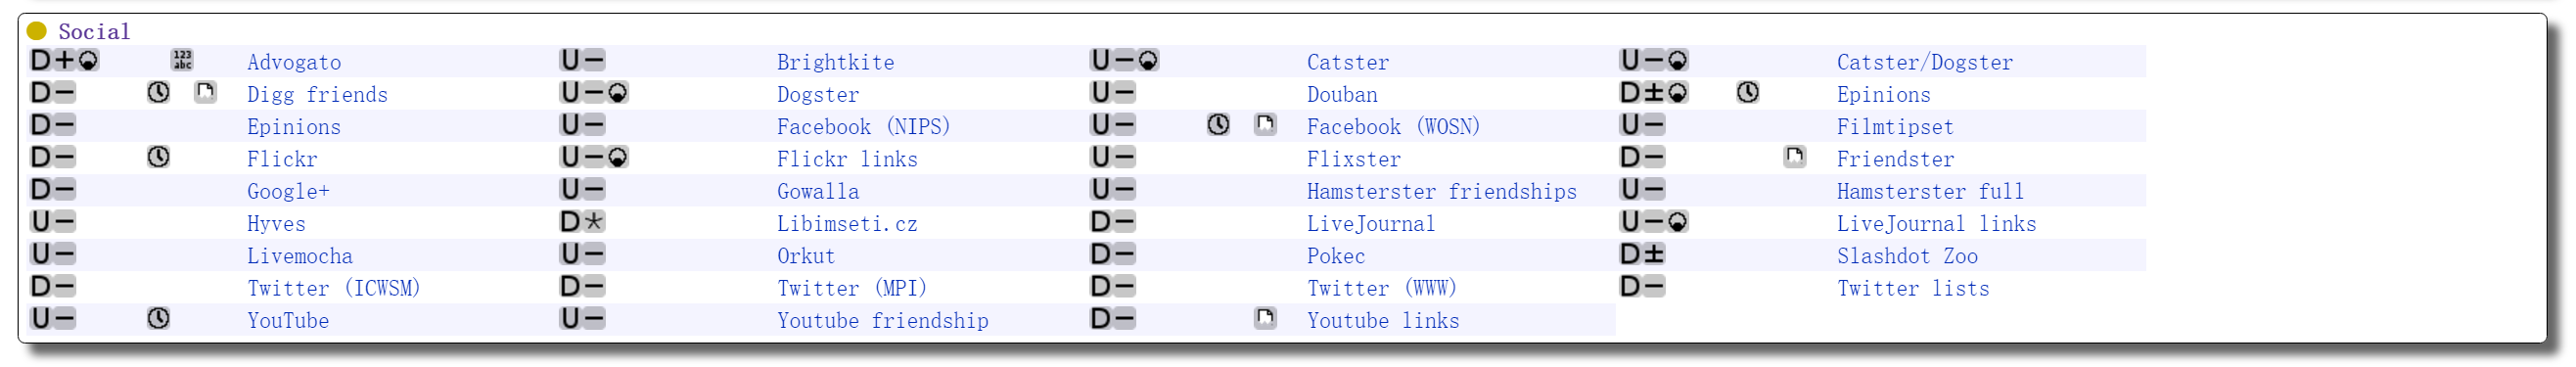 Social
D+ 123 abc Advogato U− Brightkite U− Catster U− Catster/Dogster
D− Digg friends U− Dogster U− Douban D± Epinions
D− Epinions U− Facebook (NIPS) U− Facebook (WOSN) U− Filmtipset
D− Flickr U− Flickr links U− Flixster D− Friendster
D− Google+ U− Gowalla U− Hamsterster friendships U− Hamsterster full
U− Hyves D* Libimseti.cz D− LiveJournal U− LiveJournal links
U− Livemocha U− Orkut D− Pokec D± Slashdot Zoo
D− Twitter (ICWSM) D− Twitter (MPI) D− Twitter (WWW) D− Twitter lists
U− YouTube U− Youtube friendship D− Youtube links